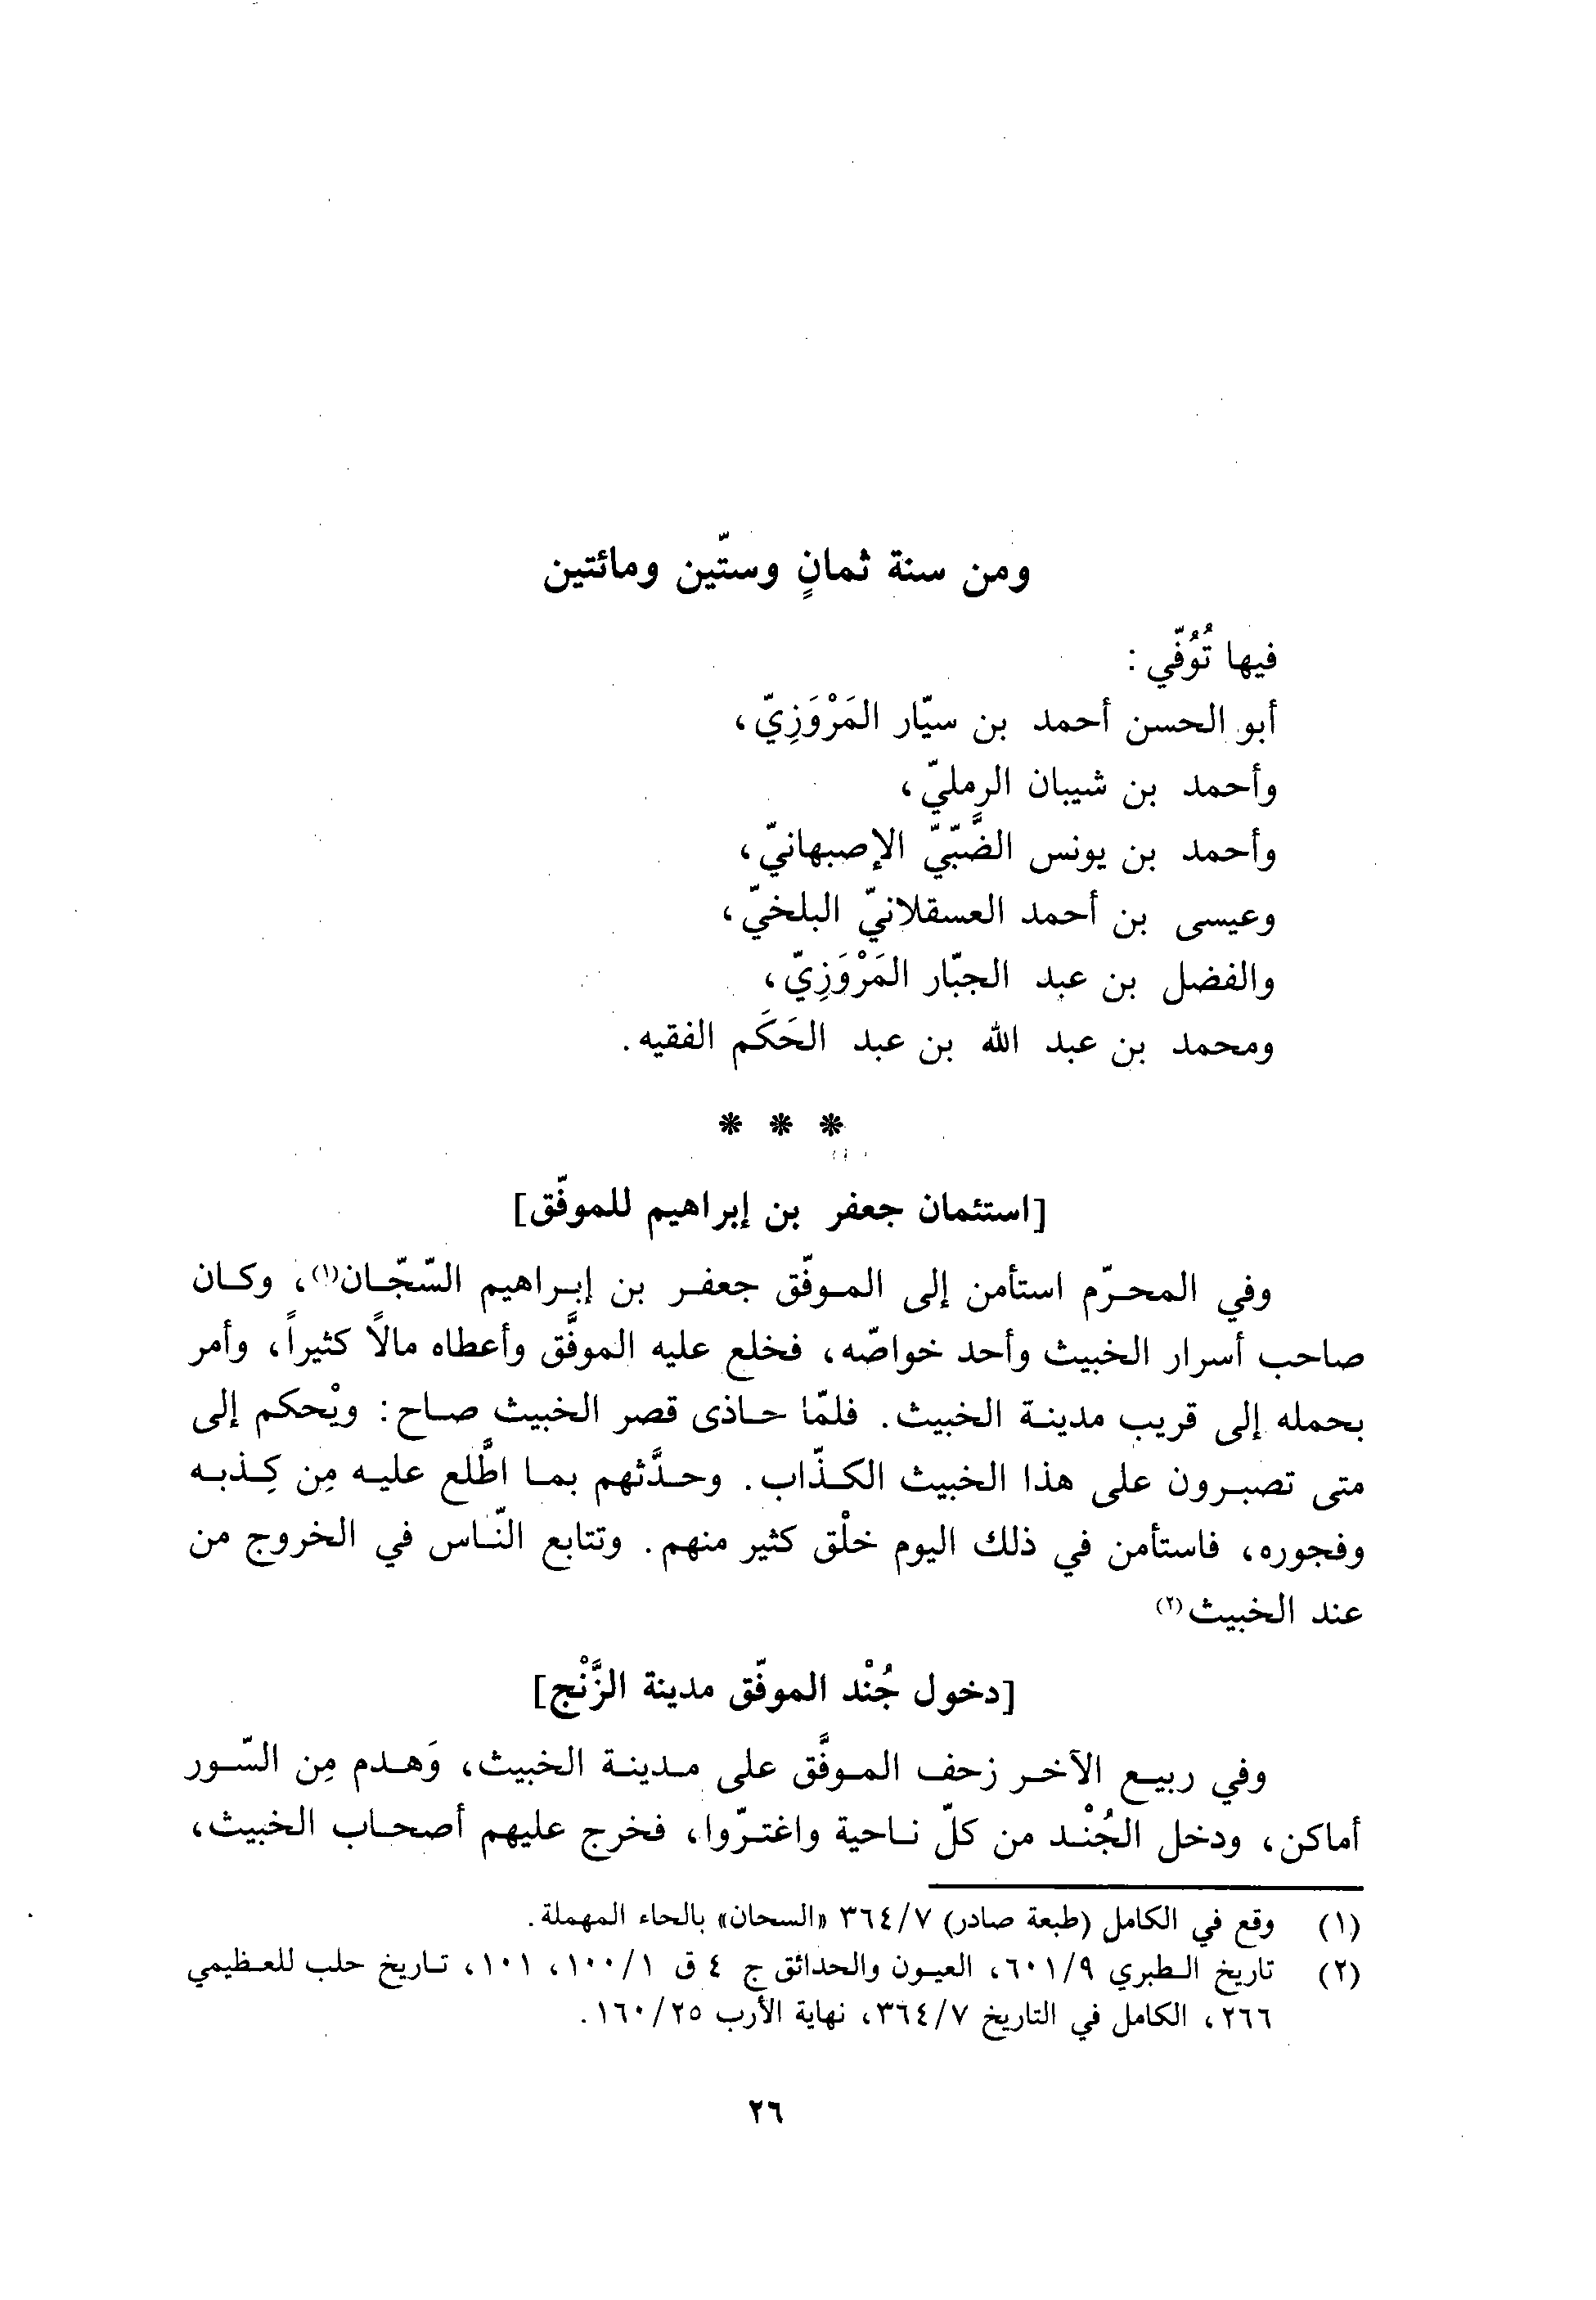 ومن سنة ثمانٍ وستّين ومائتين
فيها تُوُفّي :
أبو الحسن أحمد بن سيّار المَرْوَزِيّ،
وأحمد بن شيبان الرمليّ،
وأحمد بن يونس الضَّبّيّ الإصبهانيّ،
وعيسى بن أحمد العسقلانيّ البلخيّ،
والفضل بن عبد الجبّار المَرْوَزِيّ،
ومحمد بن عبد الله بن عبد الحَكَم الفقيه.
* * *
[استئمان جعفر بن إبراهيم للموفّق]
وفي المحرّم استأمن إلى الموفّق جعفر بن إبراهيم السّجّان(١)، وكان
صاحب أسرار الخبيث وأحد خواصّه، فخلع عليه الموفَّق وأعطاه مالاً كثيراً، وأمر
بحمله إلى قريب مدينة الخبيث. فلمّا حاذى قصر الخبيث صاح: ويْحكم إلى
متى تصبرون على هذا الخبيث الكذّاب. وحدَّثهم بما اطَّلع عليه مِن كِذبه
وفجوره، فاستأمن في ذلك اليوم خلْق كثير منهم. وتتابع النّاس في الخروج من
عند الخبيث(٢)
[دخول جُنْد الموفّق مدينة الزَّنْج]
وفي ربيع الآخر زحف الموفَّق على مدينة الخبيث، وَهدم مِن السّور
أماكن، ودخل الجُنْد من كلّ ناحية واغترّوا، فخرج عليهم أصحاب الخبيث،
(١) وقع في الكامل (طبعة صادر) ٣٦٤/٧ «السحان» بالحاء المهملة.
(٢) تاريخ الطبري ٦٠١/٩، العيون والحدائق ج ٤ ق ١٠٠/١، ١٠١، تاريخ حلب للعظيمي
٢٦٦، الكامل في التاريخ ٣٦٤/٧، نهاية الأرب ١٦٠/٢٥.
٢٦